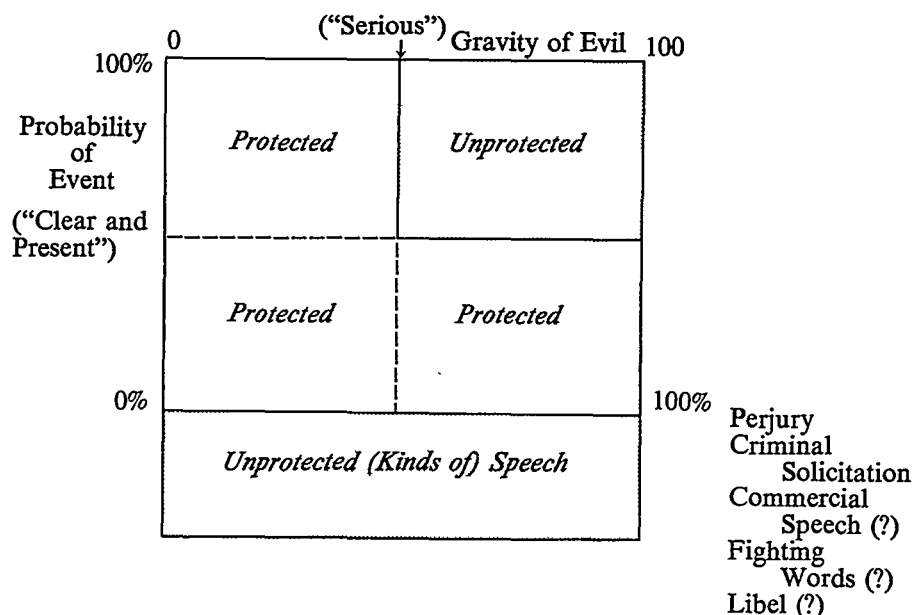 ("Serious")
0 Gravity of Evil 100
100%
Probability
of
Event
("Clear and
Present")
Protected Unprotected
Protected Protected
0% 100%
Unprotected (Kinds of) Speech
Perjury
Criminal
Solicitation
Commercial
Speech (?)
Fighting
Words (?)
Libel (?)